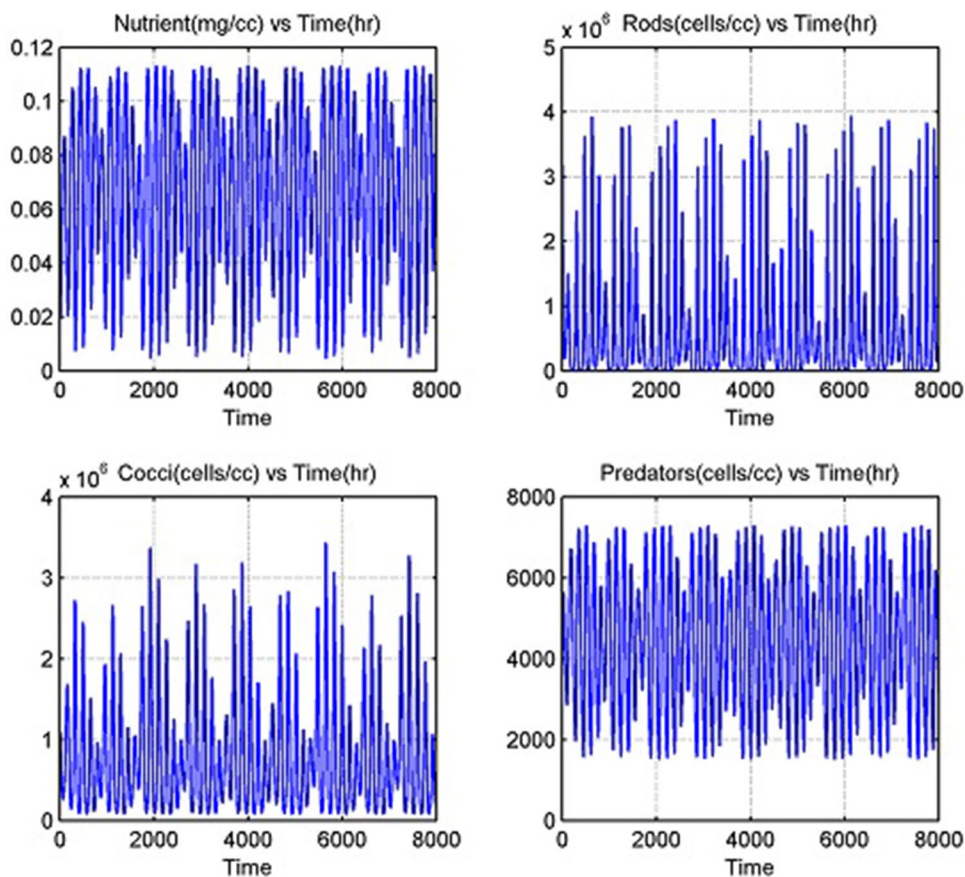 Nutrient(mg/cc) vs Time(hr)
0.12
0.1
0.08
0.06
0.04
0.02
0
0 2000 4000 6000 8000
Time
x 10^6 Rods(cells/cc) vs Time(hr)
5
4
3
2
1
0
0 2000 4000 6000 8000
Time
x 10^6 Cocci(cells/cc) vs Time(hr)
4
3
2
1
0
0 2000 4000 6000 8000
Time
Predators(cells/cc) vs Time(hr)
8000
6000
4000
2000
0
0 2000 4000 6000 8000
Time